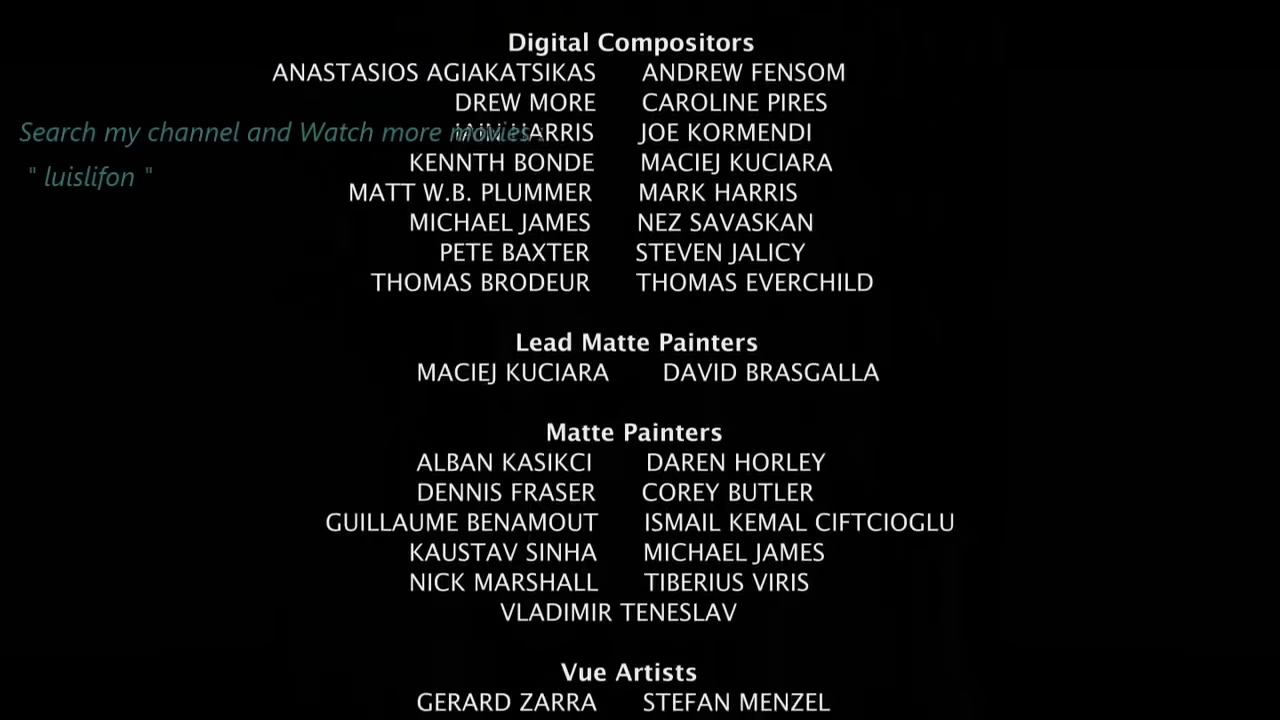 Digital Compositors
ANASTASIOS AGIAKATSIKAS ANDREW FENSOM
DREW MORE CAROLINE PIRES
Search my channel and Watch more movies :
HARRIS JOE KORMENDI
" luislifon "
KENNTH BONDE MACIEJ KUCIARA
MATT W.B. PLUMMER MARK HARRIS
MICHAEL JAMES NEZ SAVASKAN
PETE BAXTER STEVEN JALICY
THOMAS BRODEUR THOMAS EVERCHILD
Lead Matte Painters
MACIEJ KUCIARA DAVID BRASGALLA
Matte Painters
ALBAN KASIKCI DAREN HORLEY
DENNIS FRASER COREY BUTLER
GUILLAUME BENAMOUT ISMAIL KEMAL CIFTCIOGLU
KAUSTAV SINHA MICHAEL JAMES
NICK MARSHALL TIBERIUS VIRIS
VLADIMIR TENESLAV
Vue Artists
GERARD ZARRA STEFAN MENZEL